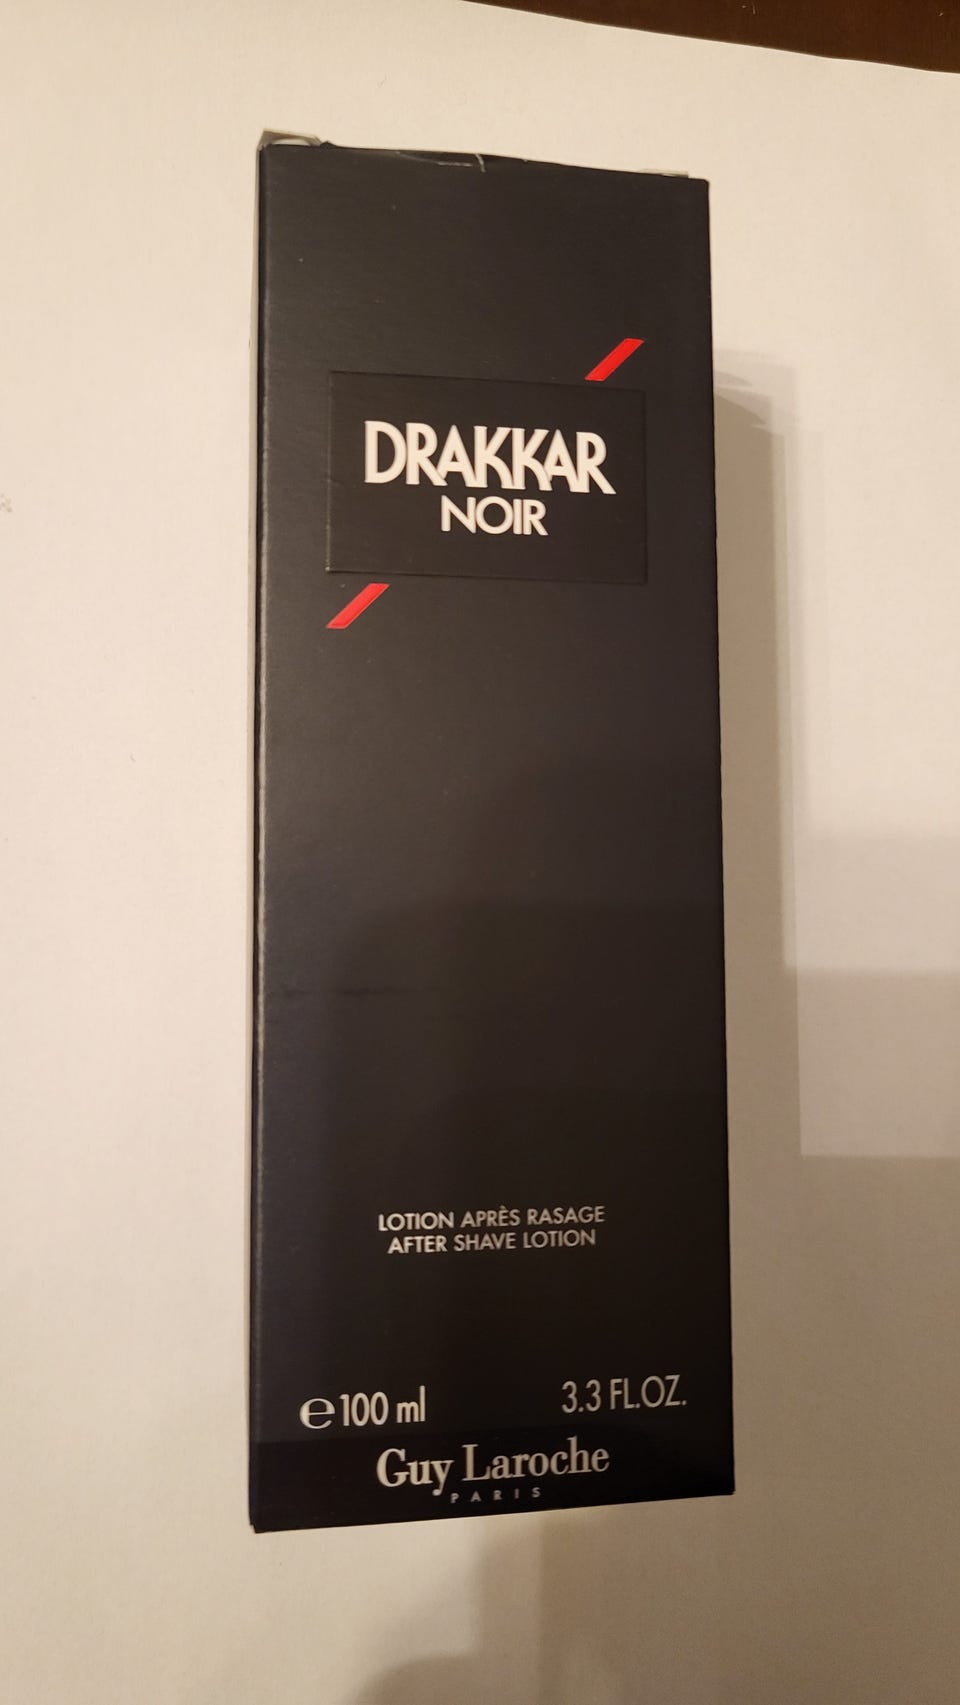 DRAKKAR
NOIR
LOTION APRÈS RASAGE
AFTER SHAVE LOTION
℮100 ml 3.3 FL.OZ.
Guy Laroche
PARIS